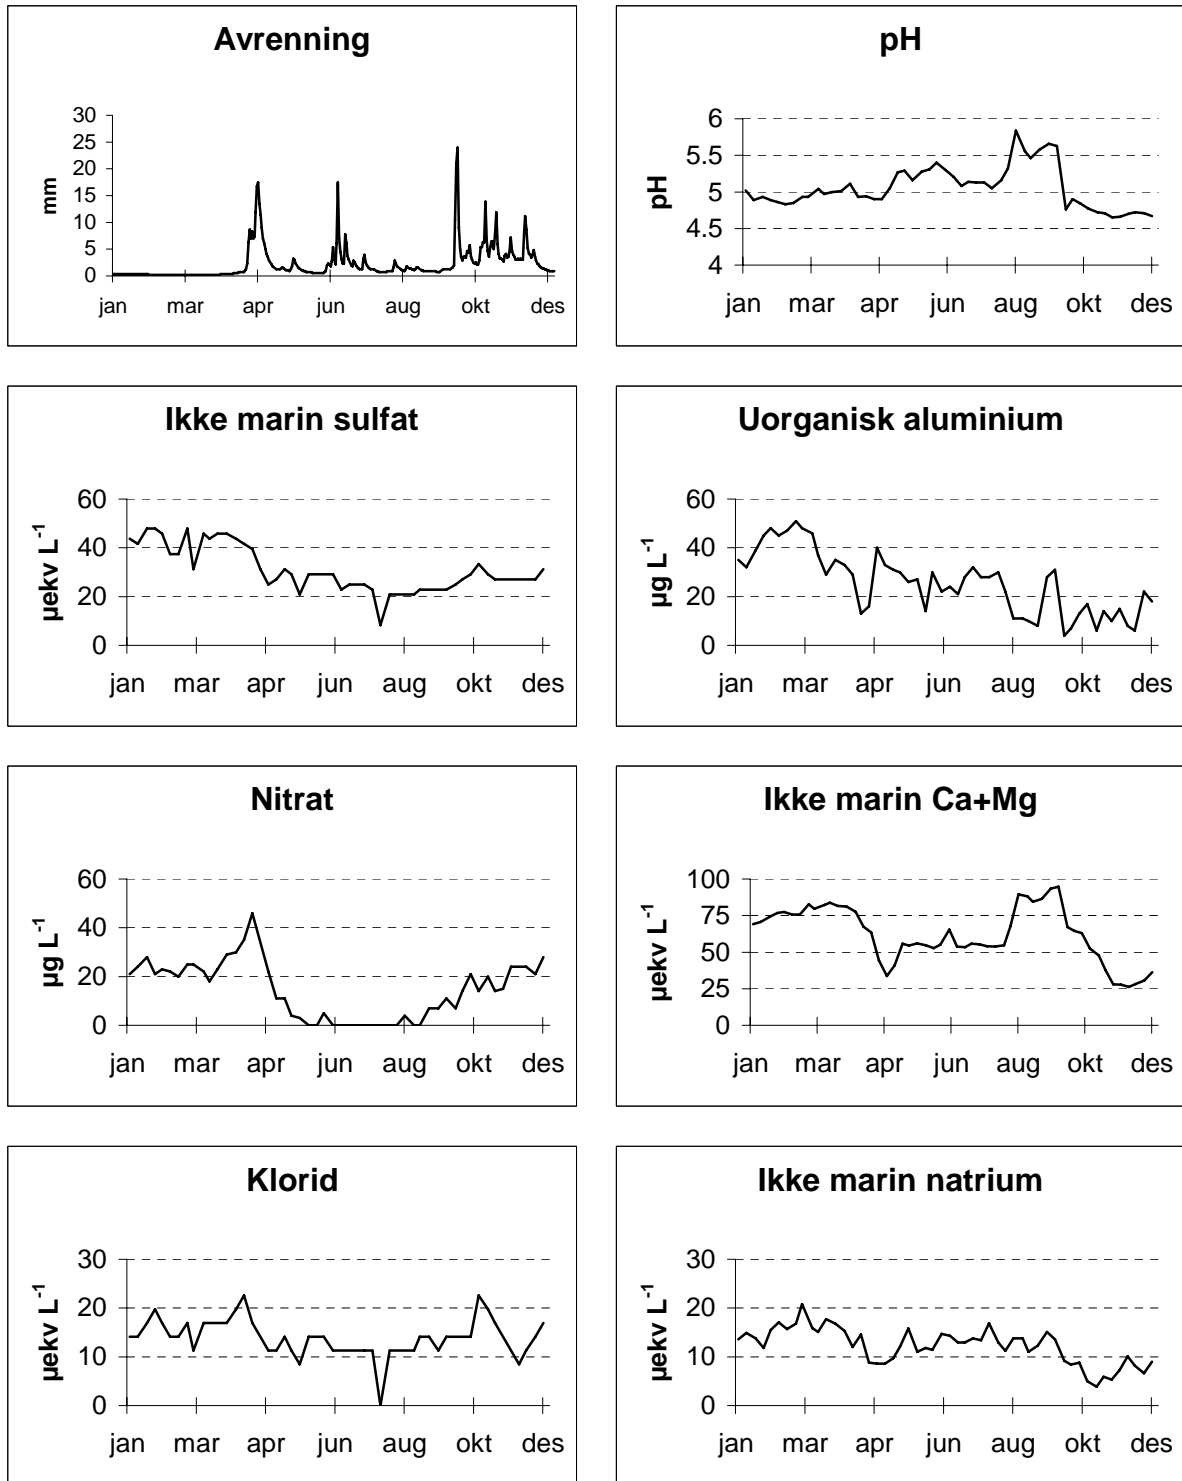 Avrenning
mm
30
25
20
15
10
5
0
jan mar apr jun aug okt des
pH
pH
6
5.5
5
4.5
4
jan mar apr jun aug okt des
Ikke marin sulfat
µekv L⁻¹
60
40
20
0
jan mar apr jun aug okt des
Uorganisk aluminium
µg L⁻¹
60
40
20
0
jan mar apr jun aug okt des
Nitrat
µg L⁻¹
60
40
20
0
jan mar apr jun aug okt des
Ikke marin Ca+Mg
µekv L⁻¹
100
75
50
25
0
jan mar apr jun aug okt des
Klorid
µekv L⁻¹
30
20
10
0
jan mar apr jun aug okt des
Ikke marin natrium
µekv L⁻¹
30
20
10
0
jan mar apr jun aug okt des